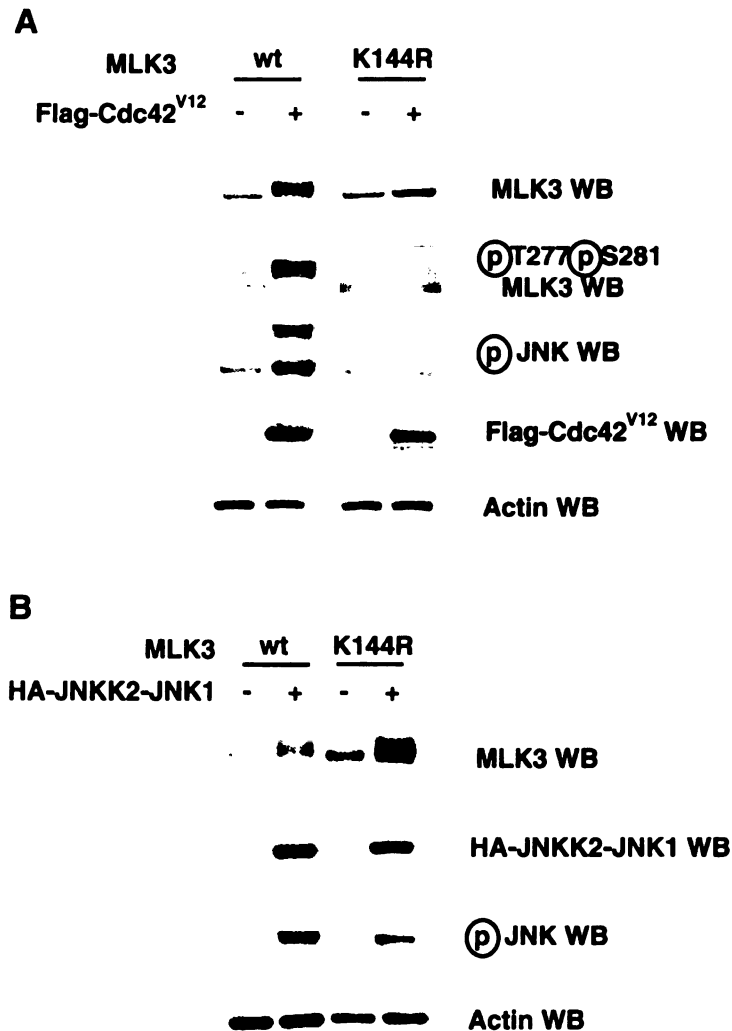 A
MLK3 wt K144R
Flag-Cdc42V12 - + - +
MLK3 WB
pT277pS281
MLK3 WB
p JNK WB
Flag-Cdc42V12 WB
Actin WB
B
MLK3 wt K144R
HA-JNKK2-JNK1 - + - +
MLK3 WB
HA-JNKK2-JNK1 WB
p JNK WB
Actin WB